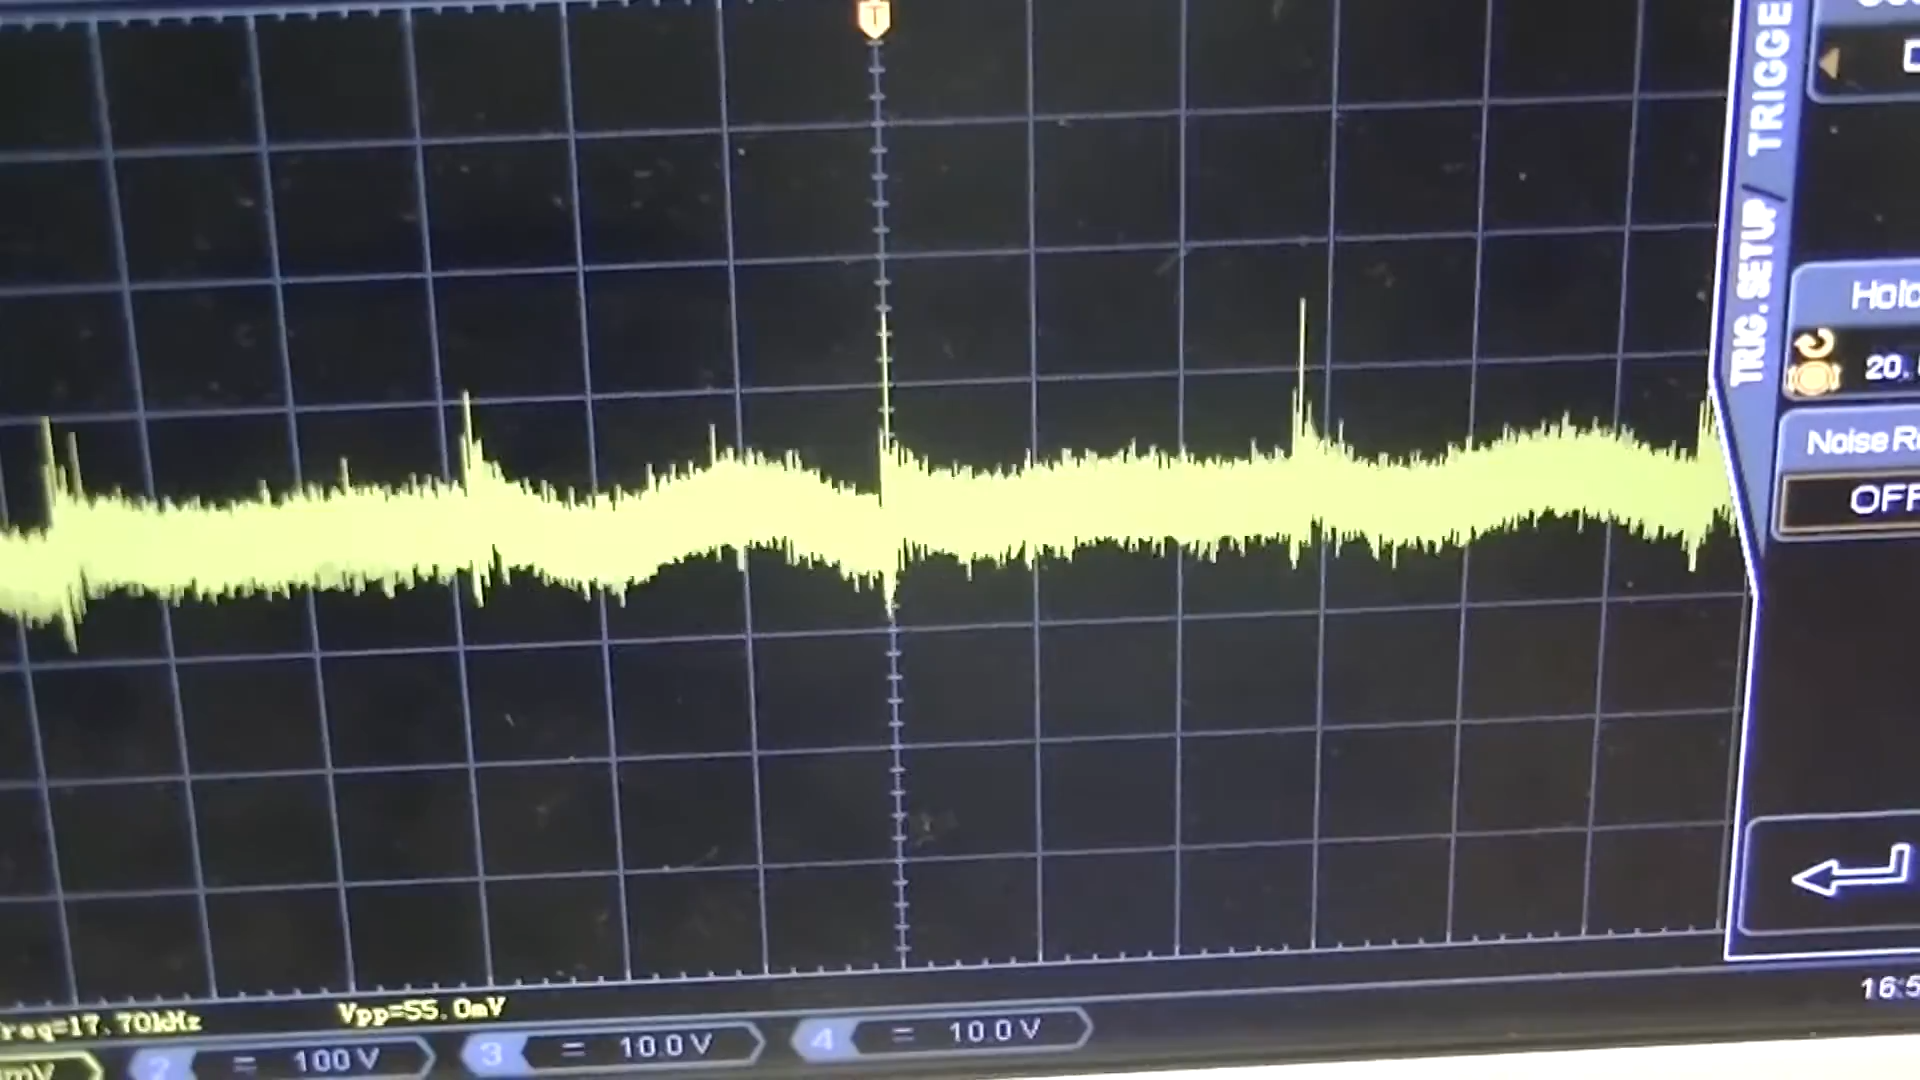 T
TRIG. SETUP / TRIGGE
Hold
20.
Noise R
OFF
req=17.70kHz
Vpp=55.0mV
16:5
mV
2 = 100 V
3 = 10.0 V
4 = 10.0 V